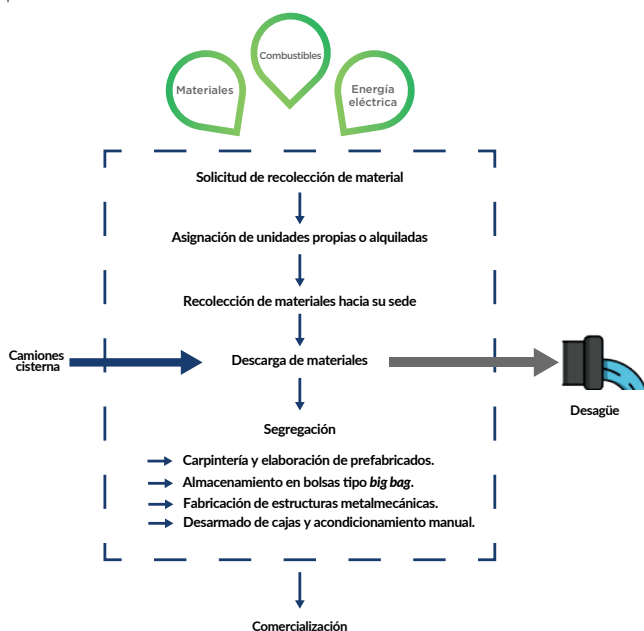 Combustibles
Materiales
Energía
eléctrica
Solicitud de recolección de material
Asignación de unidades propias o alquiladas
Recolección de materiales hacia su sede
Camiones
cisterna
Descarga de materiales
Desagüe
Segregación
Carpintería y elaboración de prefabricados.
Almacenamiento en bolsas tipo big bag.
Fabricación de estructuras metalmecánicas.
Desarmado de cajas y acondicionamiento manual.
Comercialización